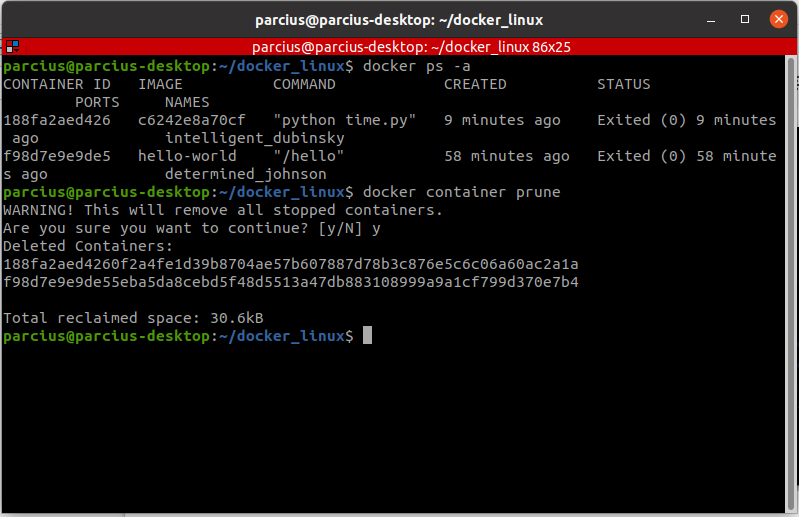 parcius@parcius-desktop: ~/docker_linux
parcius@parcius-desktop: ~/docker_linux 86x25
parcius@parcius-desktop:~/docker_linux$ docker ps -a
CONTAINER ID   IMAGE          COMMAND            CREATED          STATUS
        PORTS     NAMES
188fa2aed426   c6242e8a70cf   "python time.py"   9 minutes ago    Exited (0) 9 minutes
 ago              intelligent_dubinsky
f98d7e9e9de5   hello-world    "/hello"           58 minutes ago   Exited (0) 58 minute
s ago             determined_johnson
parcius@parcius-desktop:~/docker_linux$ docker container prune
WARNING! This will remove all stopped containers.
Are you sure you want to continue? [y/N] y
Deleted Containers:
188fa2aed4260f2a4fe1d39b8704ae57b607887d78b3c876e5c6c06a60ac2a1a
f98d7e9e9de55eba5da8cebd5f48d5513a47db883108999a9a1cf799d370e7b4
Total reclaimed space: 30.6kB
parcius@parcius-desktop:~/docker_linux$